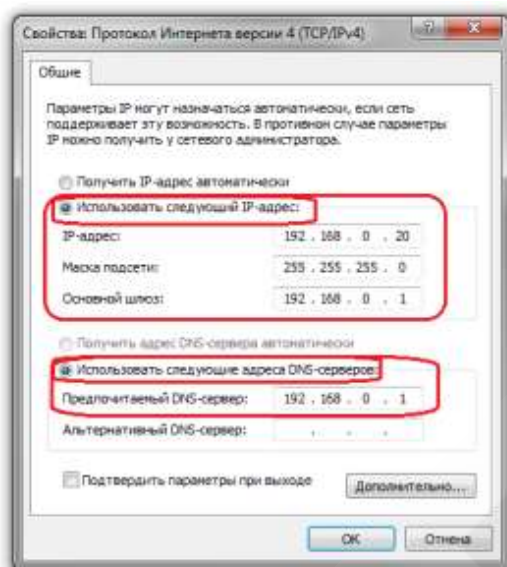 Свойства: Протокол Интернета версии 4 (TCP/IPv4)
Общие
Параметры IP могут назначаться автоматически, если сеть
поддерживает эту возможность. В противном случае параметры
IP можно получить у сетевого администратора.
Получить IP-адрес автоматически
Использовать следующий IP-адрес:
IP-адрес: 192 . 168 . 0 . 20
Маска подсети: 255 . 255 . 255 . 0
Основной шлюз: 192 . 168 . 0 . 1
Получить адрес DNS-сервера автоматически
Использовать следующие адреса DNS-серверов:
Предпочитаемый DNS-сервер: 192 . 168 . 0 . 1
Альтернативный DNS-сервер: . . .
Подтвердить параметры при выходе
Дополнительно...
ОК Отмена